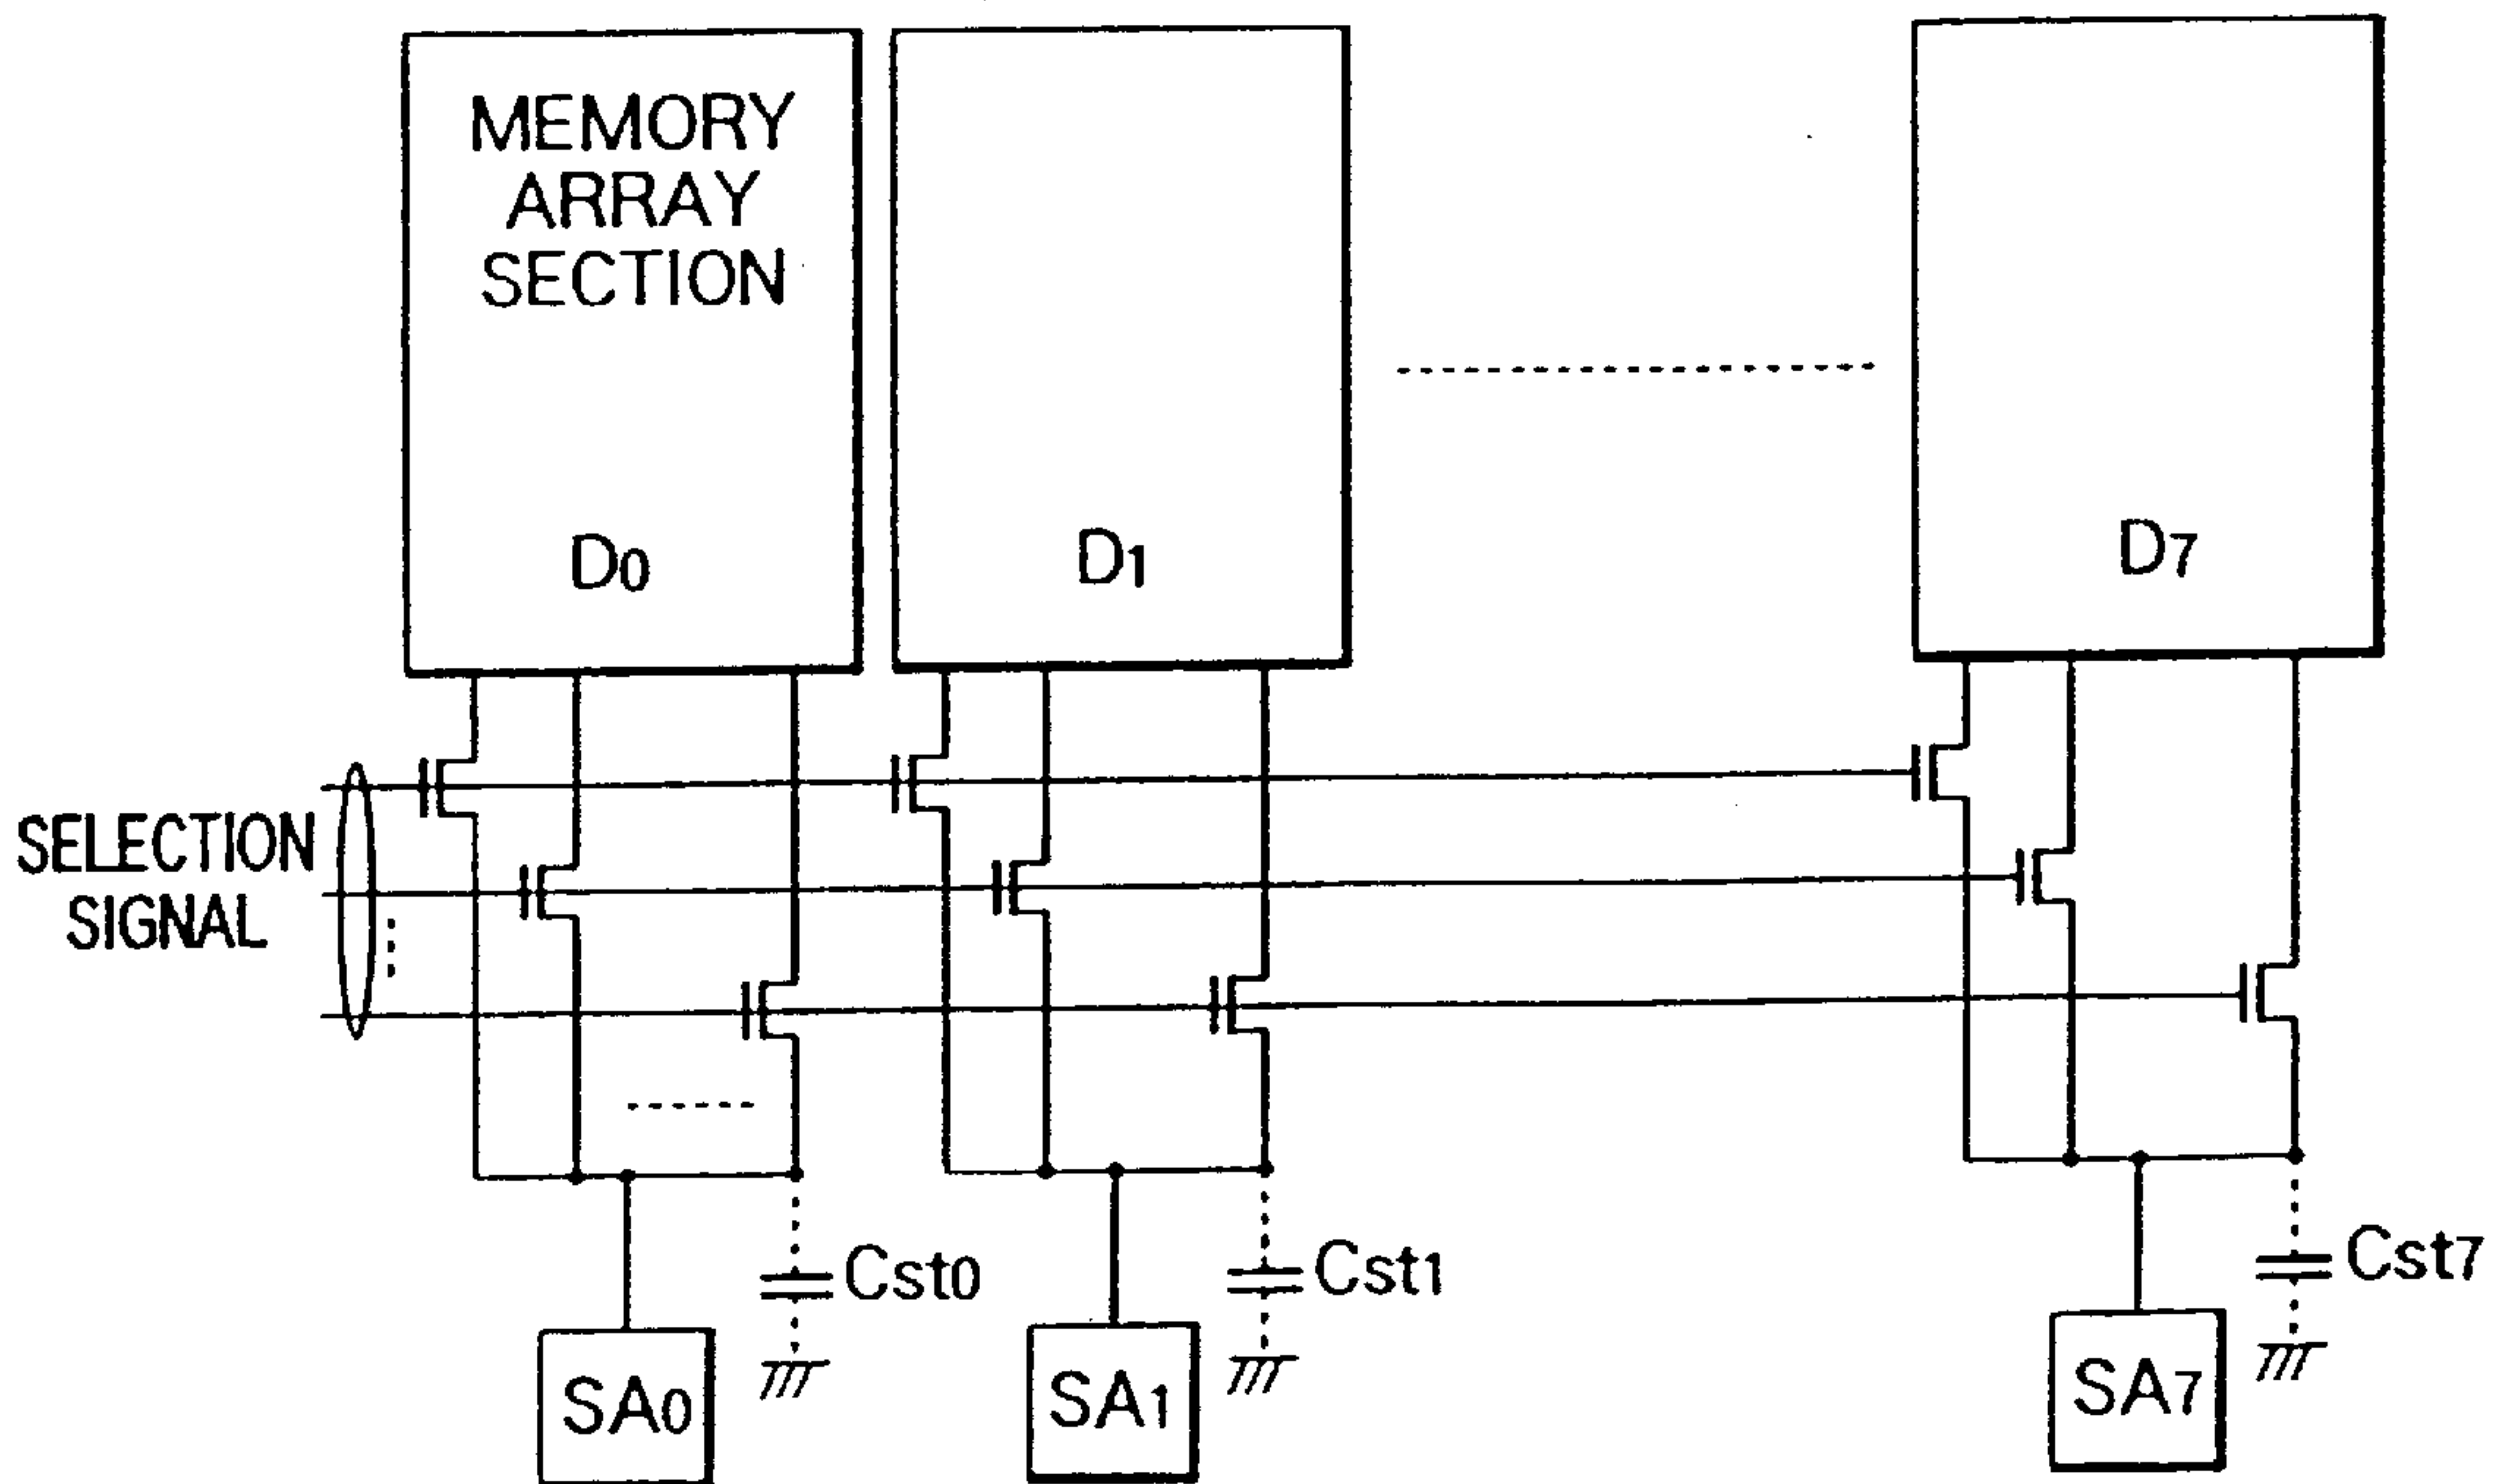 MEMORY
ARRAY
SECTION
D0
D1
D7
SELECTION
SIGNAL
Cst0
Cst1
Cst7
SA0
SA1
SA7